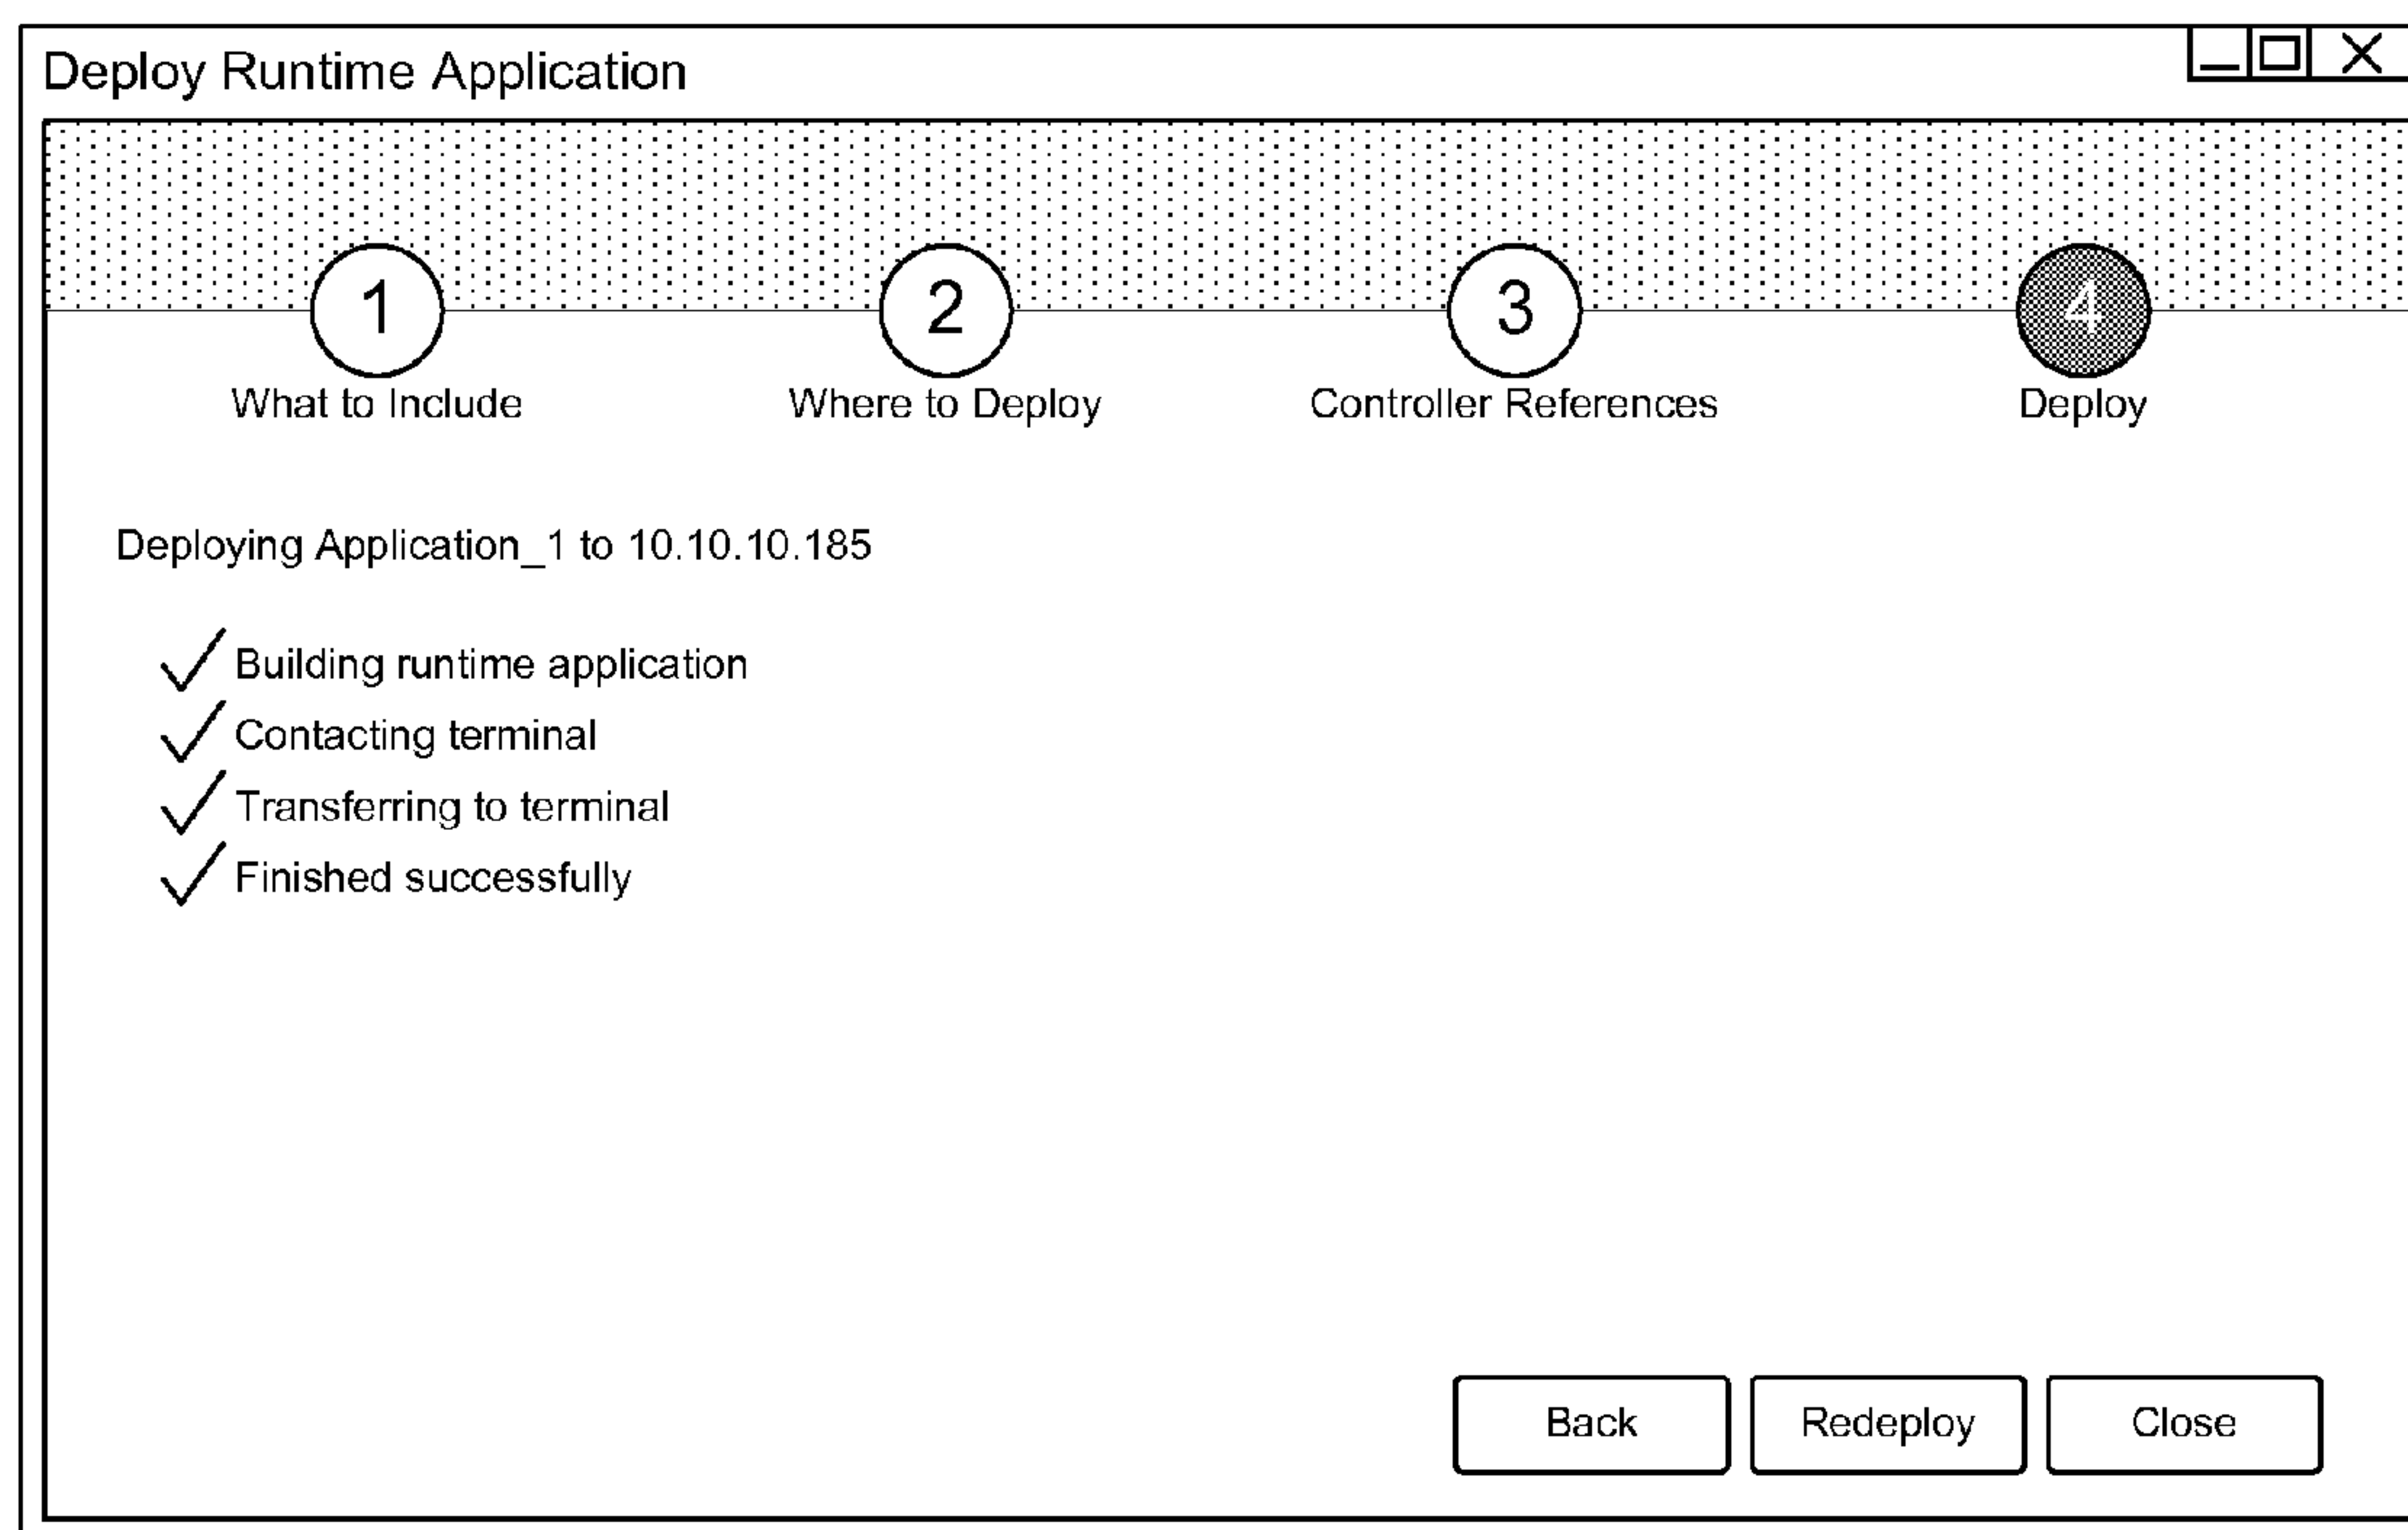 Deploy Runtime Application
1 2 3 4
What to Include Where to Deploy Controller References Deploy
Deploying Application_1 to 10.10.10.185
Building runtime application
Contacting terminal
Transferring to terminal
Finished successfully
Back Redeploy Close